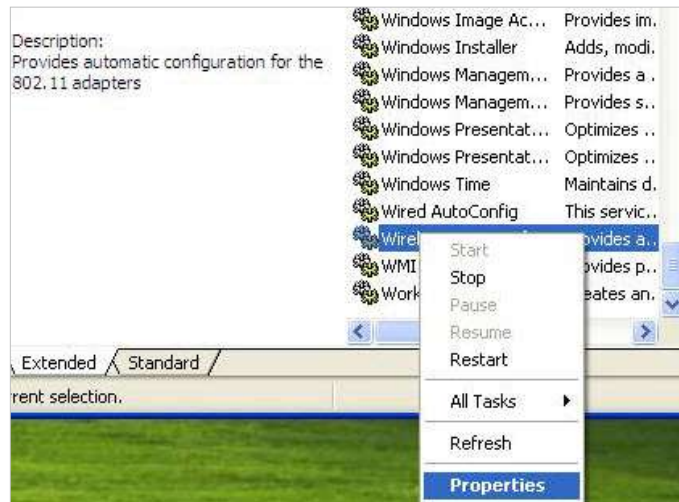 Description:
Provides automatic configuration for the
802.11 adapters
Windows Image Ac... Provides im.
Windows Installer Adds, modi.
Windows Managem... Provides a .
Windows Managem... Provides s..
Windows Presentat... Optimizes ..
Windows Presentat... Optimizes ..
Windows Time Maintains d.
Wired AutoConfig This servic..
Wirel ovides a..
WMI ovides p..
Work eates an.
Start
Stop
Pause
Resume
Restart
All Tasks
Refresh
Properties
Extended Standard
rent selection.